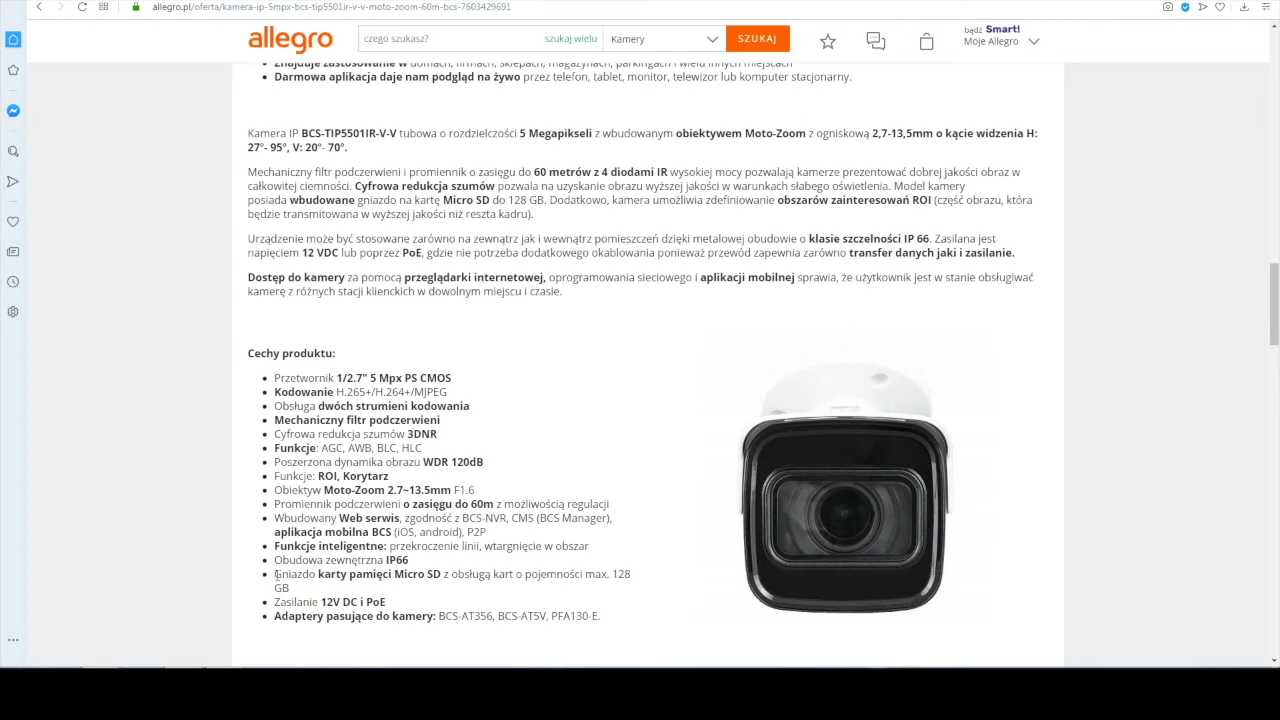 allegro.pl/oferta/kamera-ip-5mpx-bcs-tip5501ir-v-v-moto-zoom-60m-bcs-7603429691
allegro
czego szukasz?
szukaj wielu
Kamery
SZUKAJ
bądź Smart!
Moje Allegro
Znajduje zastosowanie w domach, firmach, sklepach, magazynach, parkingach i wielu innych miejscach
Darmowa aplikacja daje nam podgląd na żywo przez telefon, tablet, monitor, telewizor lub komputer stacjonarny.
Kamera IP BCS-TIP5501IR-V-V tubowa o rozdzielczości 5 Megapikseli z wbudowanym obiektywem Moto-Zoom z ogniskową 2,7-13,5mm o kącie widzenia H:
27°- 95°, V: 20°- 70°.
Mechaniczny filtr podczerwieni i promiennik o zasięgu do 60 metrów z 4 diodami IR wysokiej mocy pozwalają kamerze prezentować dobrej jakości obraz w
całkowitej ciemności. Cyfrowa redukcja szumów pozwala na uzyskanie obrazu wyższej jakości w warunkach słabego oświetlenia. Model kamery
posiada wbudowane gniazdo na kartę Micro SD do 128 GB. Dodatkowo, kamera umożliwia zdefiniowanie obszarów zainteresowań ROI (część obrazu, która
będzie transmitowana w wyższej jakości niż reszta kadru).
Urządzenie może być stosowane zarówno na zewnątrz jak i wewnątrz pomieszczeń dzięki metalowej obudowie o klasie szczelności IP 66. Zasilana jest
napięciem 12 VDC lub poprzez PoE, gdzie nie potrzeba dodatkowego okablowania ponieważ przewód zapewnia zarówno transfer danych jaki i zasilanie.
Dostęp do kamery za pomocą przeglądarki internetowej, oprogramowania sieciowego i aplikacji mobilnej sprawia, że użytkownik jest w stanie obsługiwać
kamerę z różnych stacji klienckich w dowolnym miejscu i czasie.
Cechy produktu:
Przetwornik 1/2.7" 5 Mpx PS CMOS
Kodowanie H.265+/H.264+/MJPEG
Obsługa dwóch strumieni kodowania
Mechaniczny filtr podczerwieni
Cyfrowa redukcja szumów 3DNR
Funkcje: AGC, AWB, BLC, HLC
Poszerzona dynamika obrazu WDR 120dB
Funkcje: ROI, Korytarz
Obiektyw Moto-Zoom 2.7~13.5mm F1.6
Promiennik podczerwieni o zasięgu do 60m z możliwością regulacji
Wbudowany Web serwis, zgodność z BCS-NVR, CMS (BCS Manager),
aplikacja mobilna BCS (iOS, android), P2P
Funkcje inteligentne: przekroczenie linii, wtargnięcie w obszar
Obudowa zewnętrzna IP66
Gniazdo karty pamięci Micro SD z obsługą kart o pojemności max. 128
GB
Zasilanie 12V DC i PoE
Adaptery pasujące do kamery: BCS-AT356, BCS-AT5V, PFA130-E.